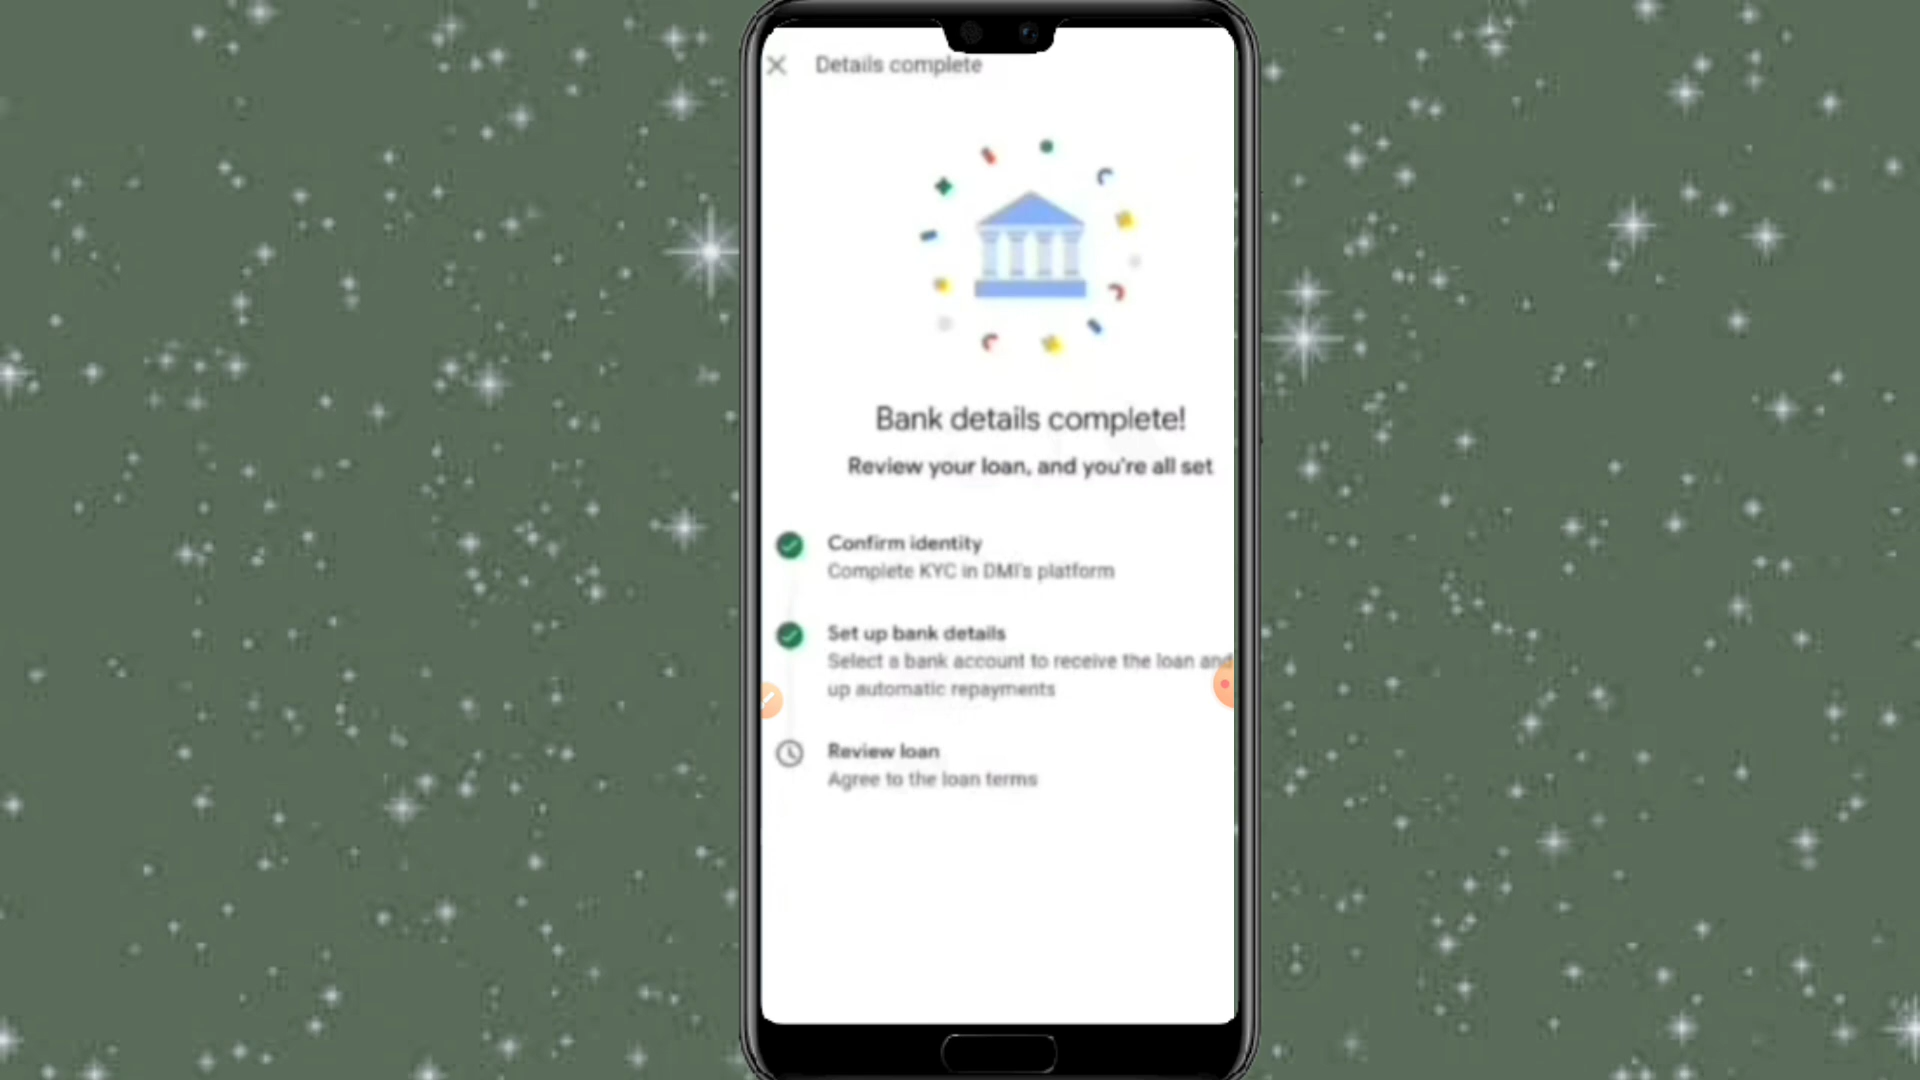 Details complete
Bank details complete!
Review your loan, and you're all set
Confirm identity
Complete KYC in DMI's platform
Set up bank details
Select a bank account to receive the loan and
up automatic repayments
Review loan
Agree to the loan terms